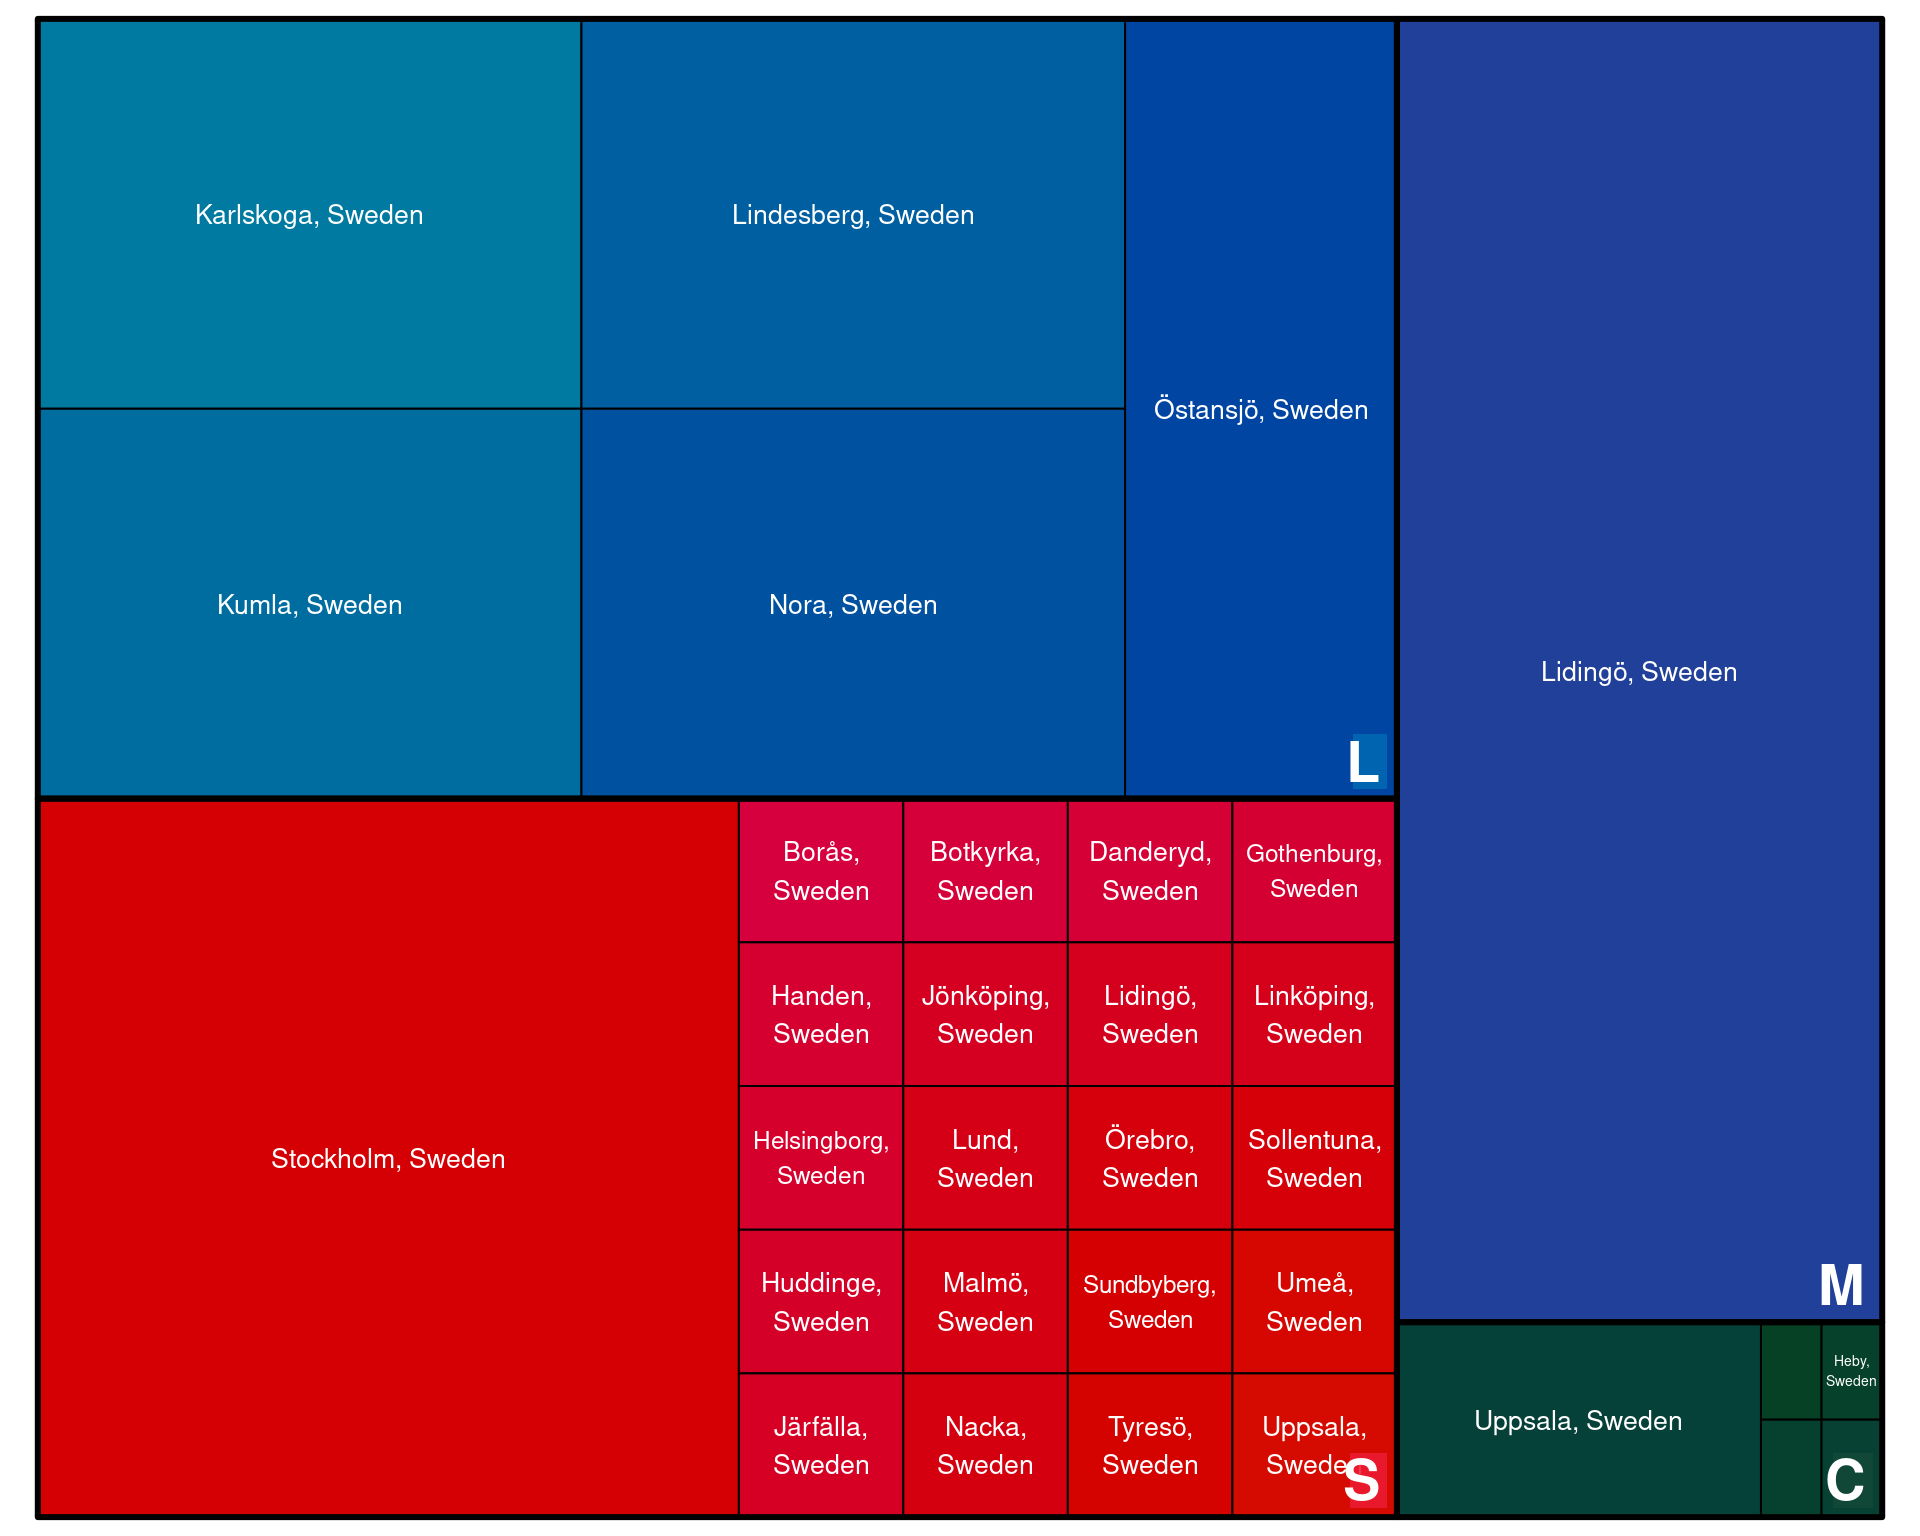 Karlskoga, Sweden
Lindesberg, Sweden
Östansjö, Sweden
Kumla, Sweden
Nora, Sweden
L
Lidingö, Sweden
M
Stockholm, Sweden
Borås,
Sweden
Botkyrka,
Sweden
Danderyd,
Sweden
Gothenburg,
Sweden
Handen,
Sweden
Jönköping,
Sweden
Lidingö,
Sweden
Linköping,
Sweden
Helsingborg,
Sweden
Lund,
Sweden
Örebro,
Sweden
Sollentuna,
Sweden
Huddinge,
Sweden
Malmö,
Sweden
Sundbyberg,
Sweden
Umeå,
Sweden
Järfälla,
Sweden
Nacka,
Sweden
Tyresö,
Sweden
Uppsala,
Sweden
S
Uppsala, Sweden
Heby,
Sweden
C